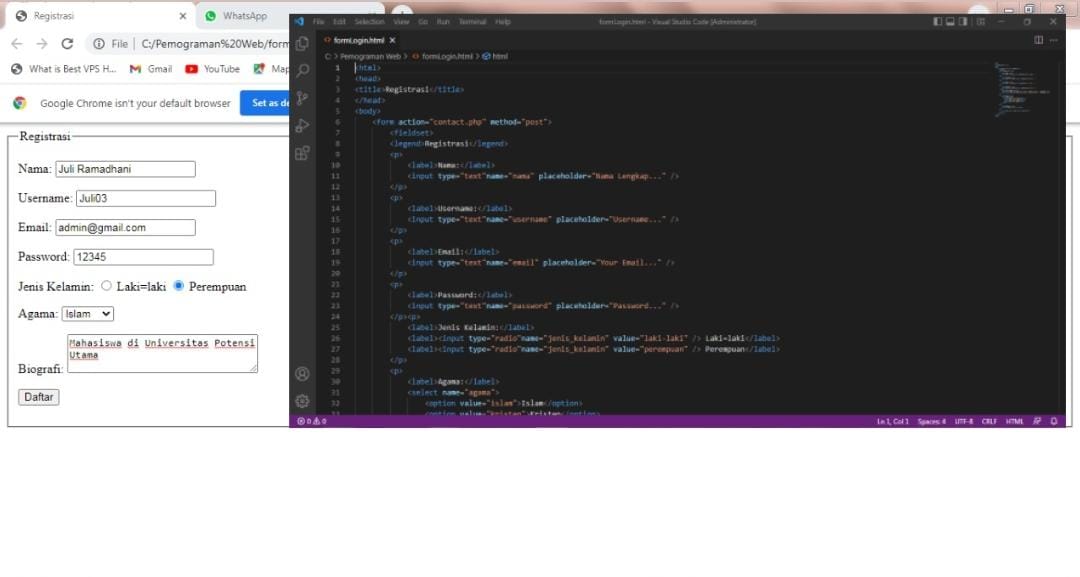 Registrasi
WhatsApp
File
C:/Pemograman%20Web/form
What is Best VPS H...
Gmail
YouTube
Map
Google Chrome isn't your default browser
Set as de
Registrasi
Nama: Juli Ramadhani
Username: Juli03
Email: admin@gmail.com
Password: 12345
Jenis Kelamin: Laki=laki Perempuan
Agama: Islam
Mahasiswa di Universitas Potensi
Utama
Biografi:
Daftar
File Edit Selection View Go Run Terminal Help
formLogin.html - Visual Studio Code [Administrator]
formLogin.html
C: > Pemograman Web > formLogin.html > html
1 <html>
2 <head>
3 <title>Registrasi</title>
4 </head>
5 <body>
6 <form action="contact.php" method="post">
7 <fieldset>
8 <legend>Registrasi</legend>
9 <p>
10 <label>Nama:</label>
11 <input type="text"name="nama" placeholder="Nama Lengkap..." />
12 </p>
13 <p>
14 <label>Username:</label>
15 <input type="text"name="username" placeholder="Username..." />
16 </p>
17 <p>
18 <label>Email:</label>
19 <input type="text"name="email" placeholder="Your Email..." />
20 </p>
21 <p>
22 <label>Password:</label>
23 <input type="text"name="password" placeholder="Password..." />
24 </p><p>
25 <label>Jenis Kelamin:</label>
26 <label><input type="radio"name="jenis_kelamin" value="laki-laki" /> Laki=laki</label>
27 <label><input type="radio"name="jenis_kelamin" value="perempuan" /> Perempuan</label>
28 </p>
29 <p>
30 <label>Agama:</label>
31 <select name="agama">
32 <option value="islam">Islam</option>
33 <option value="kristen">Kristen</option>
0 0
Ln 1, Col 1 Spaces: 4 UTF-8 CRLF HTML